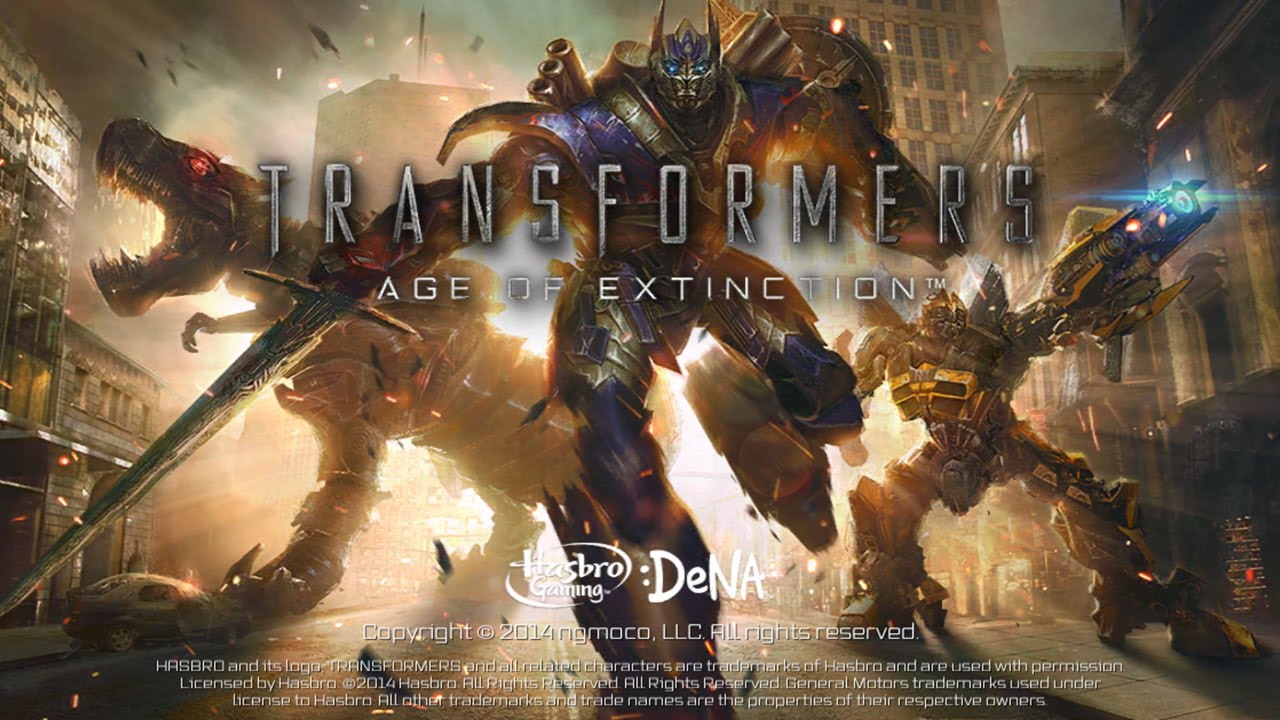 TRANSFORMERS
AGE OF EXTINCTION™
Hasbro :DeNA
Gaming™
Copyright © 2014 ngmoco, LLC. All rights reserved.
HASBRO and its logo, TRANSFORMERS and all related characters are trademarks of Hasbro and are used with permission.
Licensed by Hasbro. ©2014 Hasbro. All Rights Reserved. All Rights Reserved. General Motors trademarks used under
license to Hasbro. All other trademarks and trade names are the properties of their respective owners.